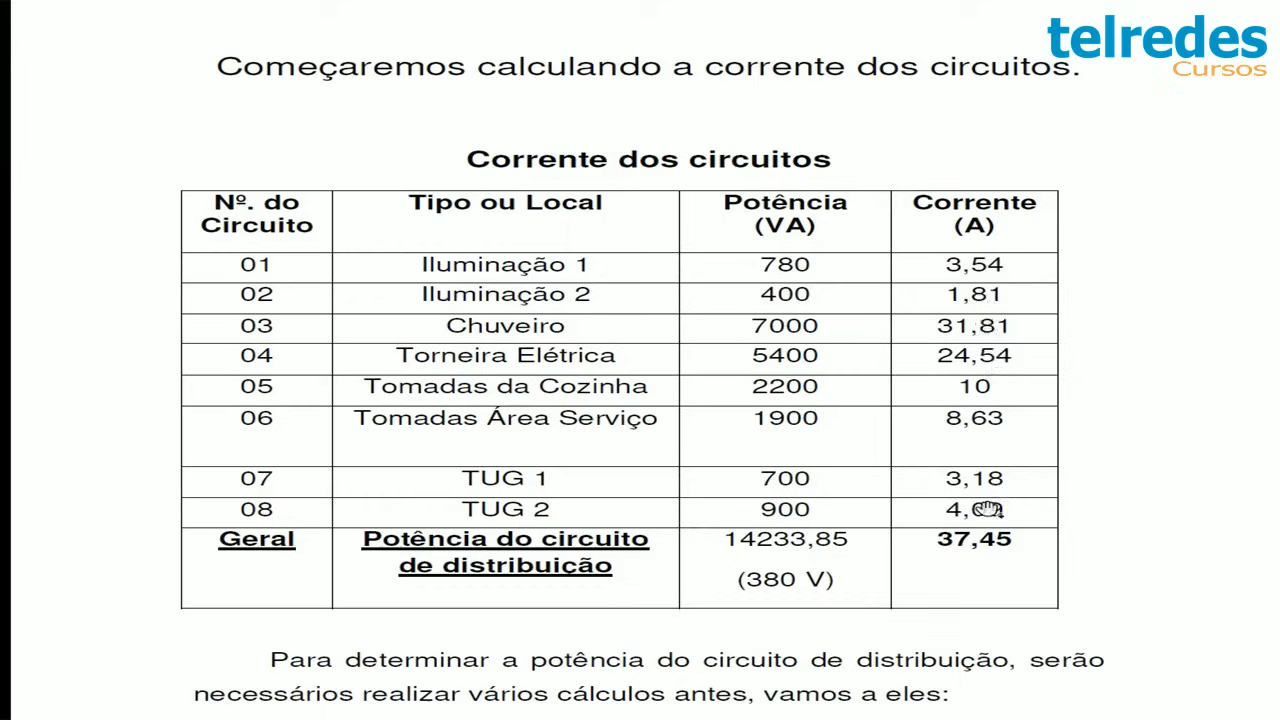 telredes
Cursos
Começaremos calculando a corrente dos circuitos.
Corrente dos circuitos
Nº. do Circuito Tipo ou Local Potência (VA) Corrente (A)
01 Iluminação 1 780 3,54
02 Iluminação 2 400 1,81
03 Chuveiro 7000 31,81
04 Torneira Elétrica 5400 24,54
05 Tomadas da Cozinha 2200 10
06 Tomadas Área Serviço 1900 8,63
07 TUG 1 700 3,18
08 TUG 2 900
Geral Potência do circuito de distribuição 14233,85 (380 V) 37,45
Para determinar a potência do circuito de distribuição, serão
necessários realizar vários cálculos antes, vamos a eles: